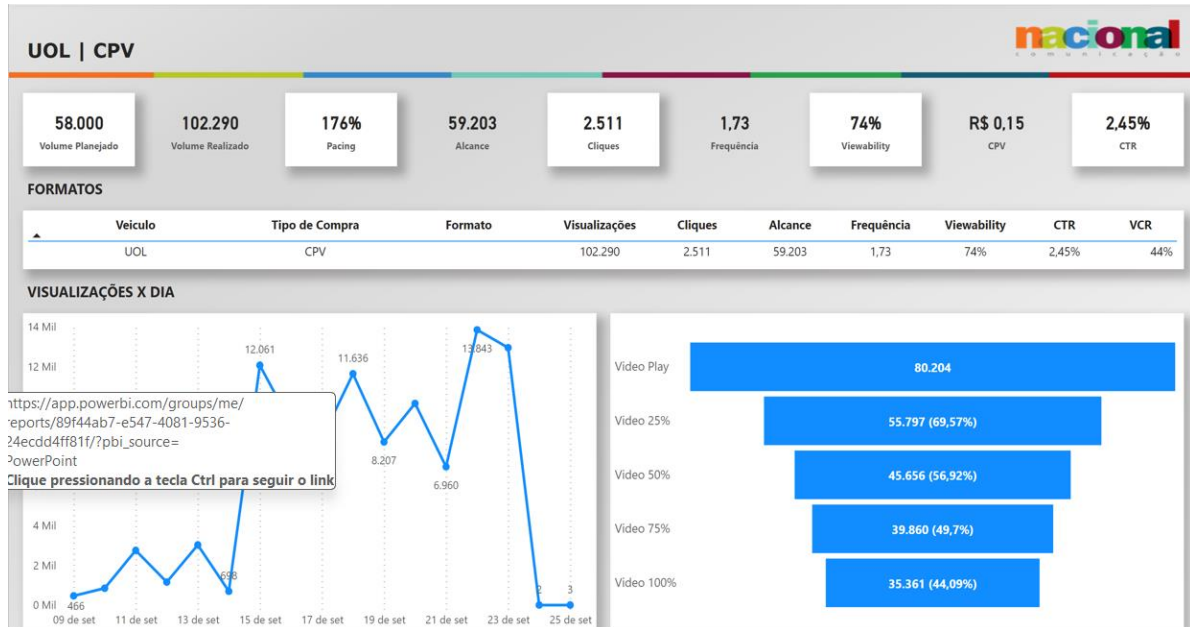 UOL | CPV
nacional
comunicação
58.000
Volume Planejado
102.290
Volume Realizado
176%
Pacing
59.203
Alcance
2.511
Cliques
1,73
Frequência
74%
Viewability
R$ 0,15
CPV
2,45%
CTR
FORMATOS
Veiculo Tipo de Compra Formato Visualizações Cliques Alcance Frequência Viewability CTR VCR
UOL CPV 102.290 2.511 59.203 1,73 74% 2,45% 44%
VISUALIZAÇÕES X DIA
14 Mil
12 Mil
4 Mil
2 Mil
0 Mil
466
698
12.061
11.636
8.207
6.960
13.843
2
3
09 de set 11 de set 13 de set 15 de set 17 de set 19 de set 21 de set 23 de set 25 de set
https://app.powerbi.com/groups/me/
reports/89f44ab7-e547-4081-9536-
24ecdd4ff81f/?pbi_source=
PowerPoint
Clique pressionando a tecla Ctrl para seguir o link
Video Play 80.204
Video 25% 55.797 (69,57%)
Video 50% 45.656 (56,92%)
Video 75% 39.860 (49,7%)
Video 100% 35.361 (44,09%)